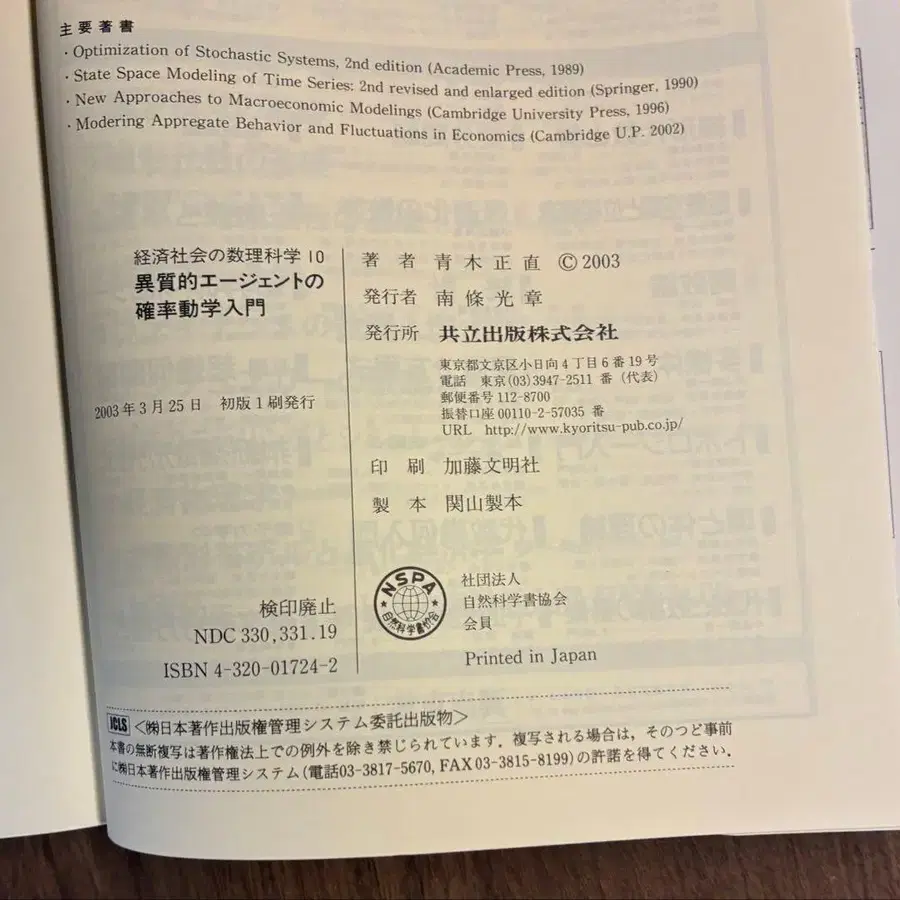 主要著書
・Optimization of Stochastic Systems, 2nd edition (Academic Press, 1989)
・State Space Modeling of Time Series: 2nd revised and enlarged edition (Springer, 1990)
・New Approaches to Macroeconomic Modelings (Cambridge University Press, 1996)
・Modering Appregate Behavior and Fluctuations in Economics (Cambridge U.P. 2002)
経済社会の数理科学 10
異質的エージェントの
確率動学入門
2003年3月25日 初版1刷発行
検印廃止
NDC 330, 331.19
ISBN 4-320-01724-2
著 者 青木正直 ©2003
発行者 南條光章
発行所 共立出版株式会社
東京都文京区小日向4丁目6番19号
電話 東京(03)3947-2511 番 (代表)
郵便番号 112-8700
振替口座 00110-2-57035 番
URL http://www.kyoritsu-pub.co.jp/
印 刷 加藤文明社
製 本 関山製本
NSPA
自然科学書協会
社団法人
自然科学書協会
会員
Printed in Japan
JCLS <㈱日本著作出版権管理システム委託出版物>
本書の無断複写は著作権法上での例外を除き禁じられています．複写される場合は，そのつど事前
に㈱日本著作出版権管理システム(電話03-3817-5670, FAX 03-3815-8199)の許諾を得てください．